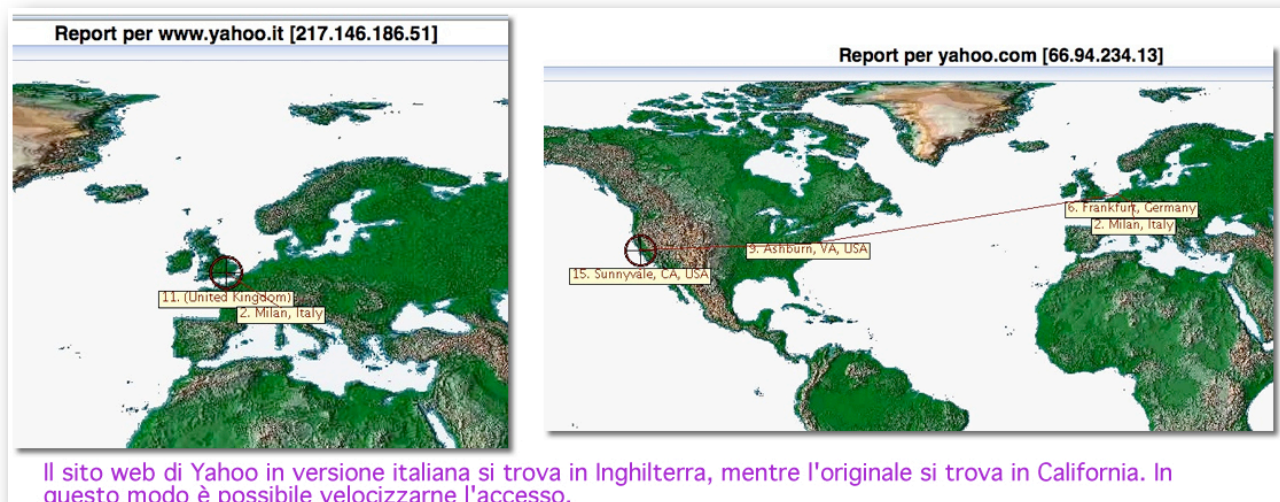 Report per www.yahoo.it [217.146.186.51]
11. (United Kingdom)
2. Milan, Italy
Report per yahoo.com [66.94.234.13]
6. Frankfurt, Germany
2. Milan, Italy
9. Ashburn, VA, USA
15. Sunnyvale, CA, USA
Il sito web di Yahoo in versione italiana si trova in Inghilterra, mentre l'originale si trova in California. In
questo modo è possibile velocizzarne l'accesso.